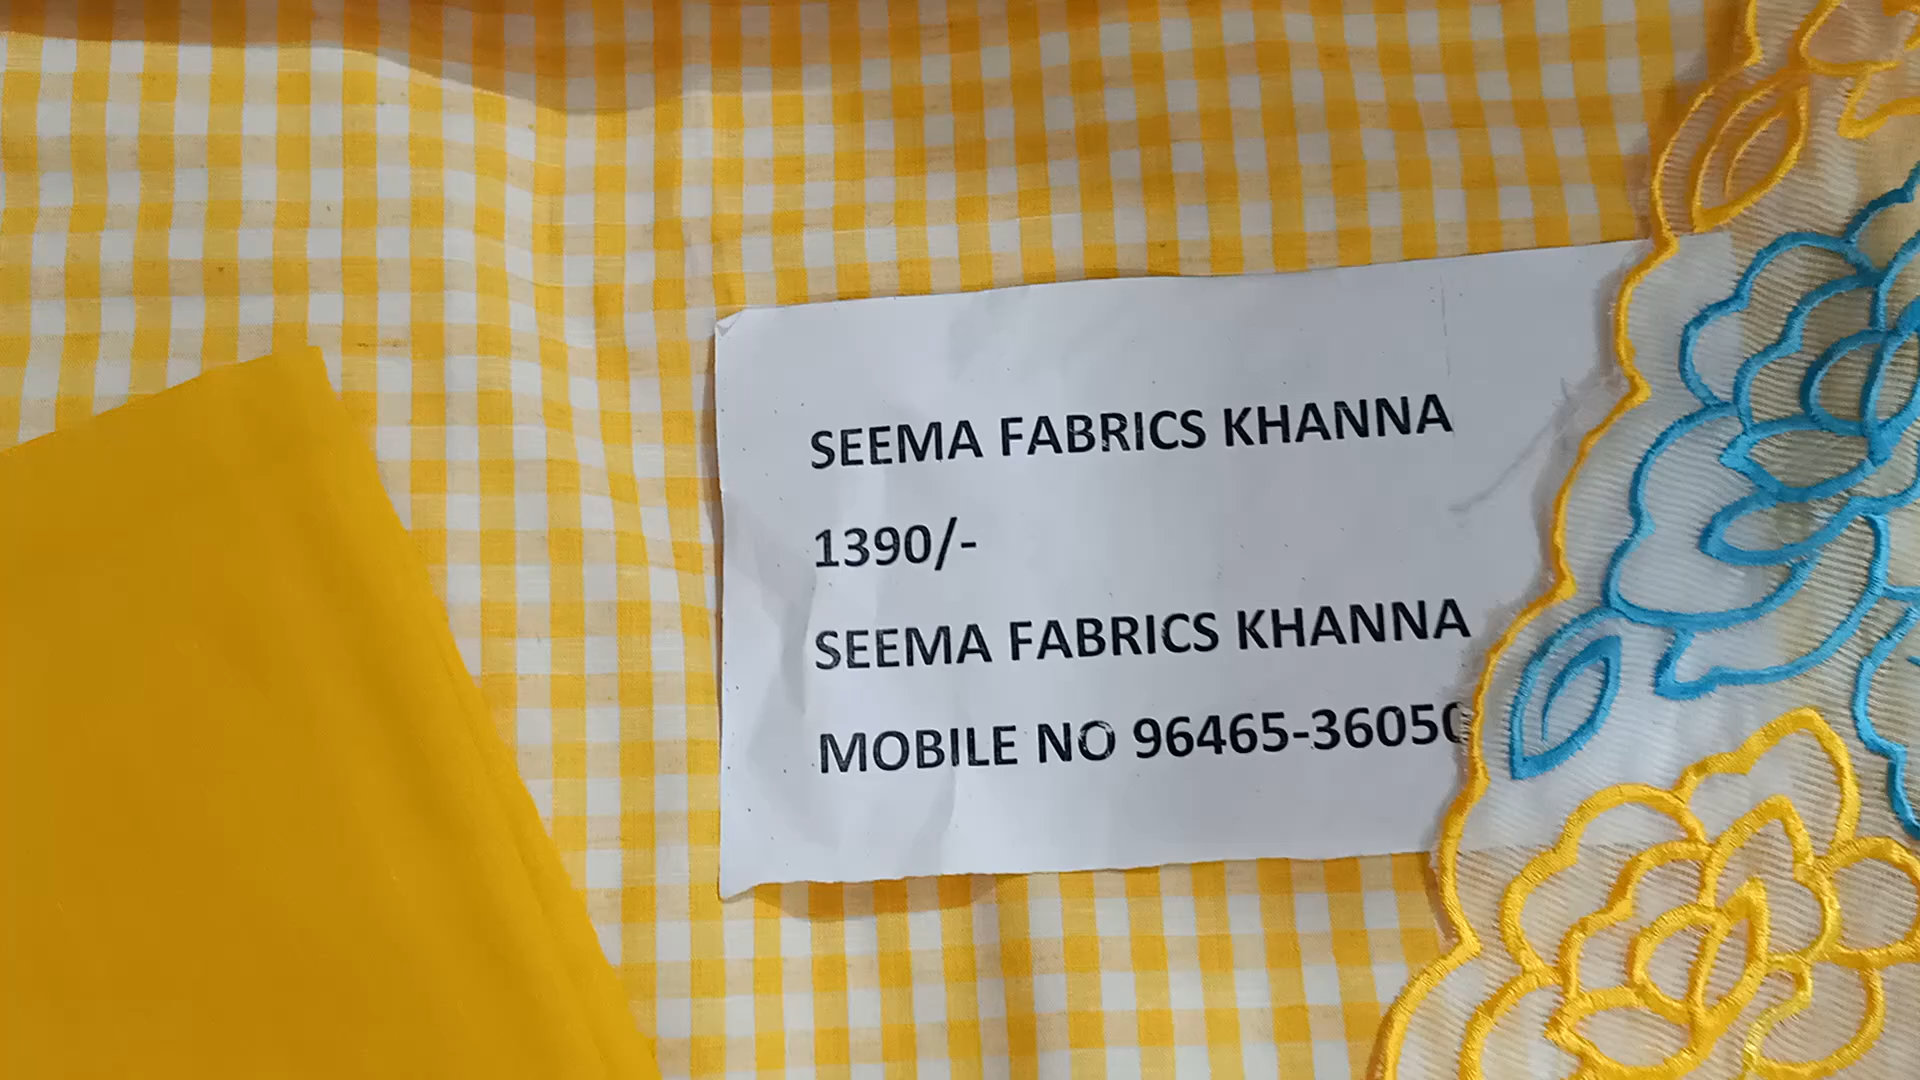 SEEMA FABRICS KHANNA
1390/-
SEEMA FABRICS KHANNA
MOBILE NO 96465-36050